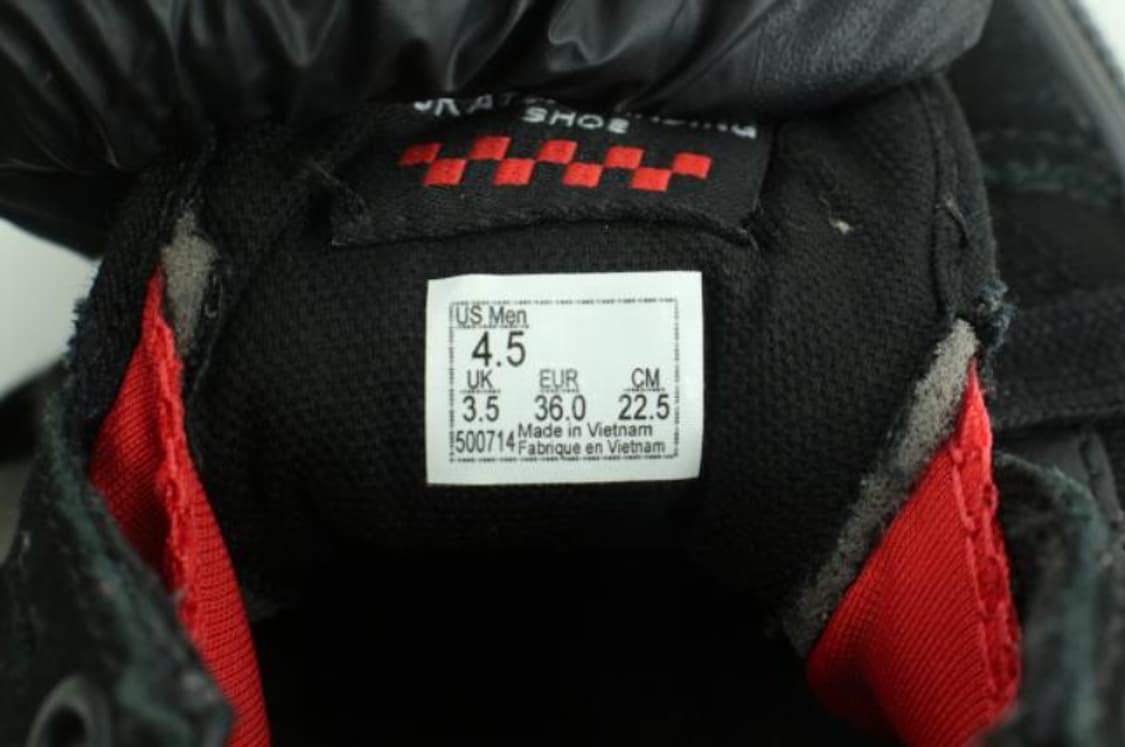 SHOE
US Men
4.5
UK EUR CM
3.5 36.0 22.5
500714 Made in Vietnam
Fabrique en Vietnam